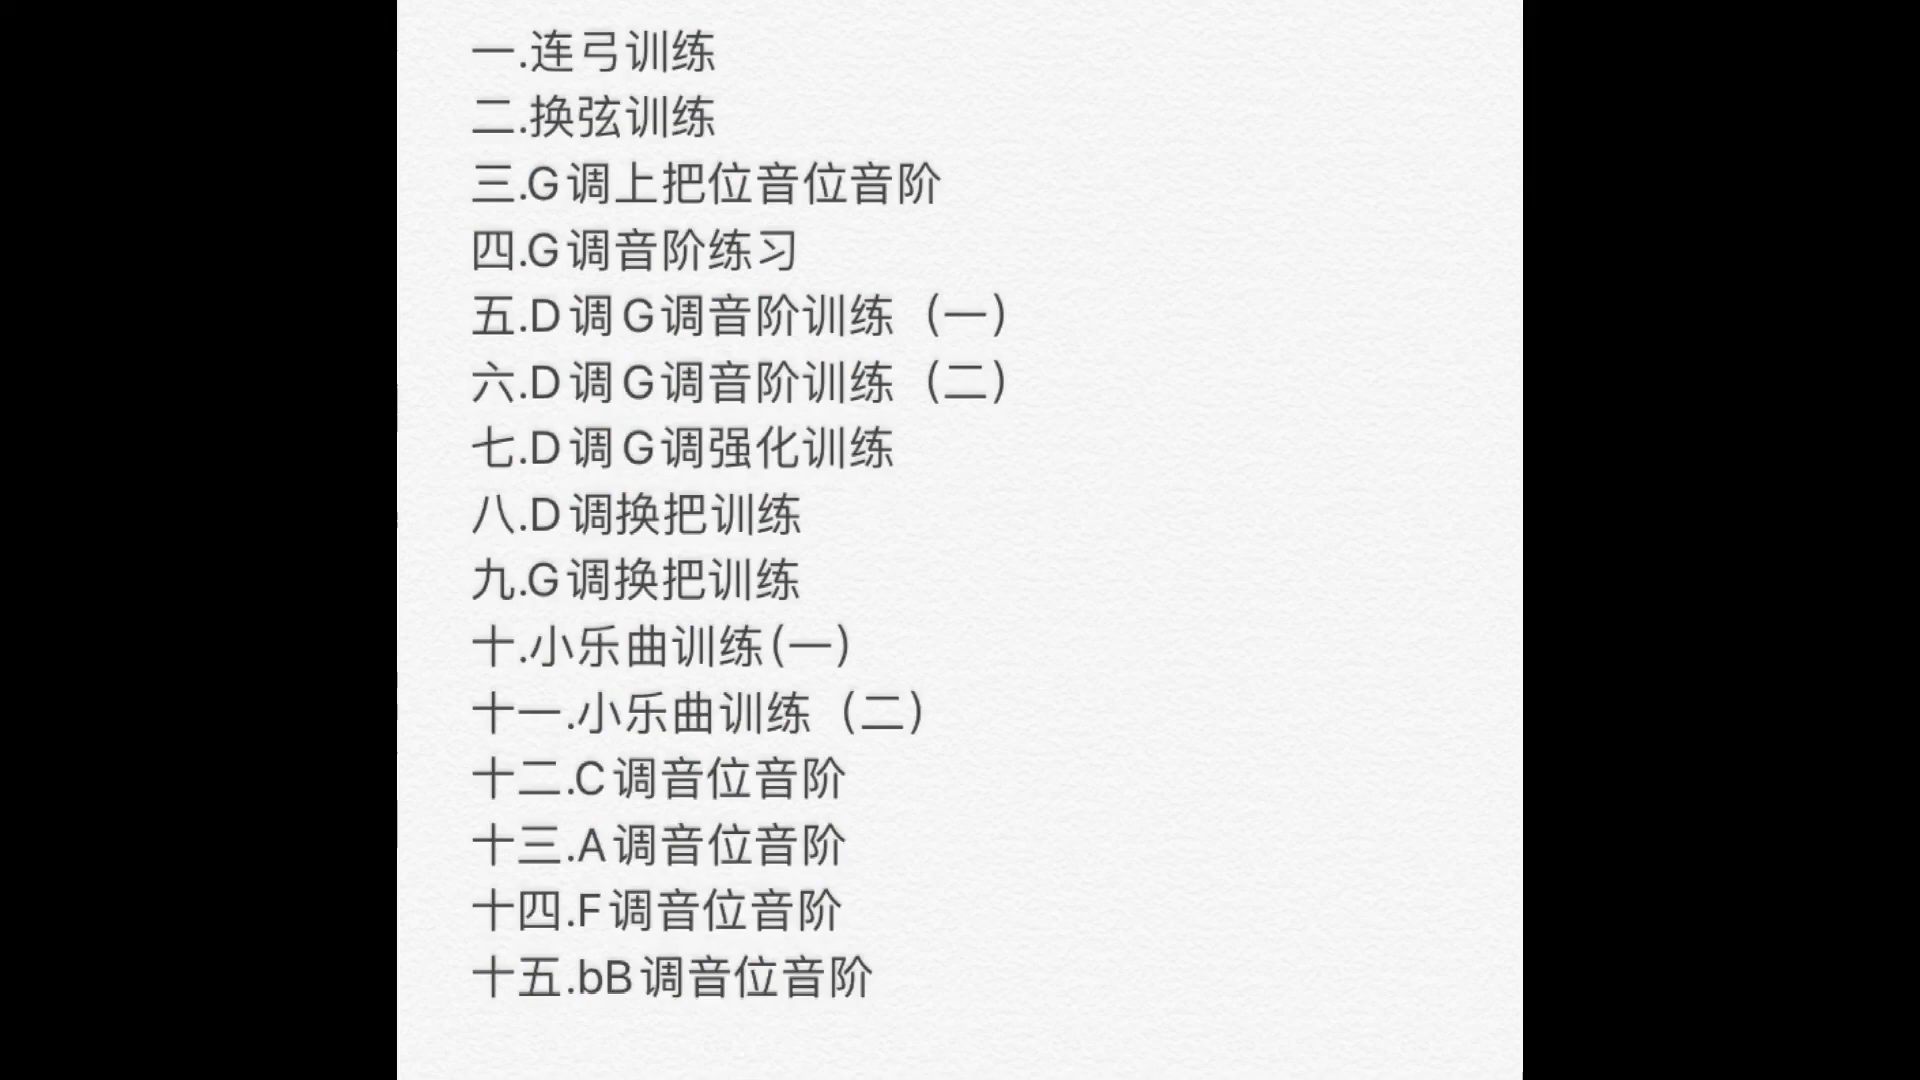 一.连弓训练
二.换弦训练
三.G调上把位音位音阶
四.G调音阶练习
五.D调G调音阶训练（一）
六.D调G调音阶训练（二）
七.D调G调强化训练
八.D调换把训练
九.G调换把训练
十.小乐曲训练(一)
十一.小乐曲训练（二）
十二.C调音位音阶
十三.A调音位音阶
十四.F调音位音阶
十五.bB调音位音阶